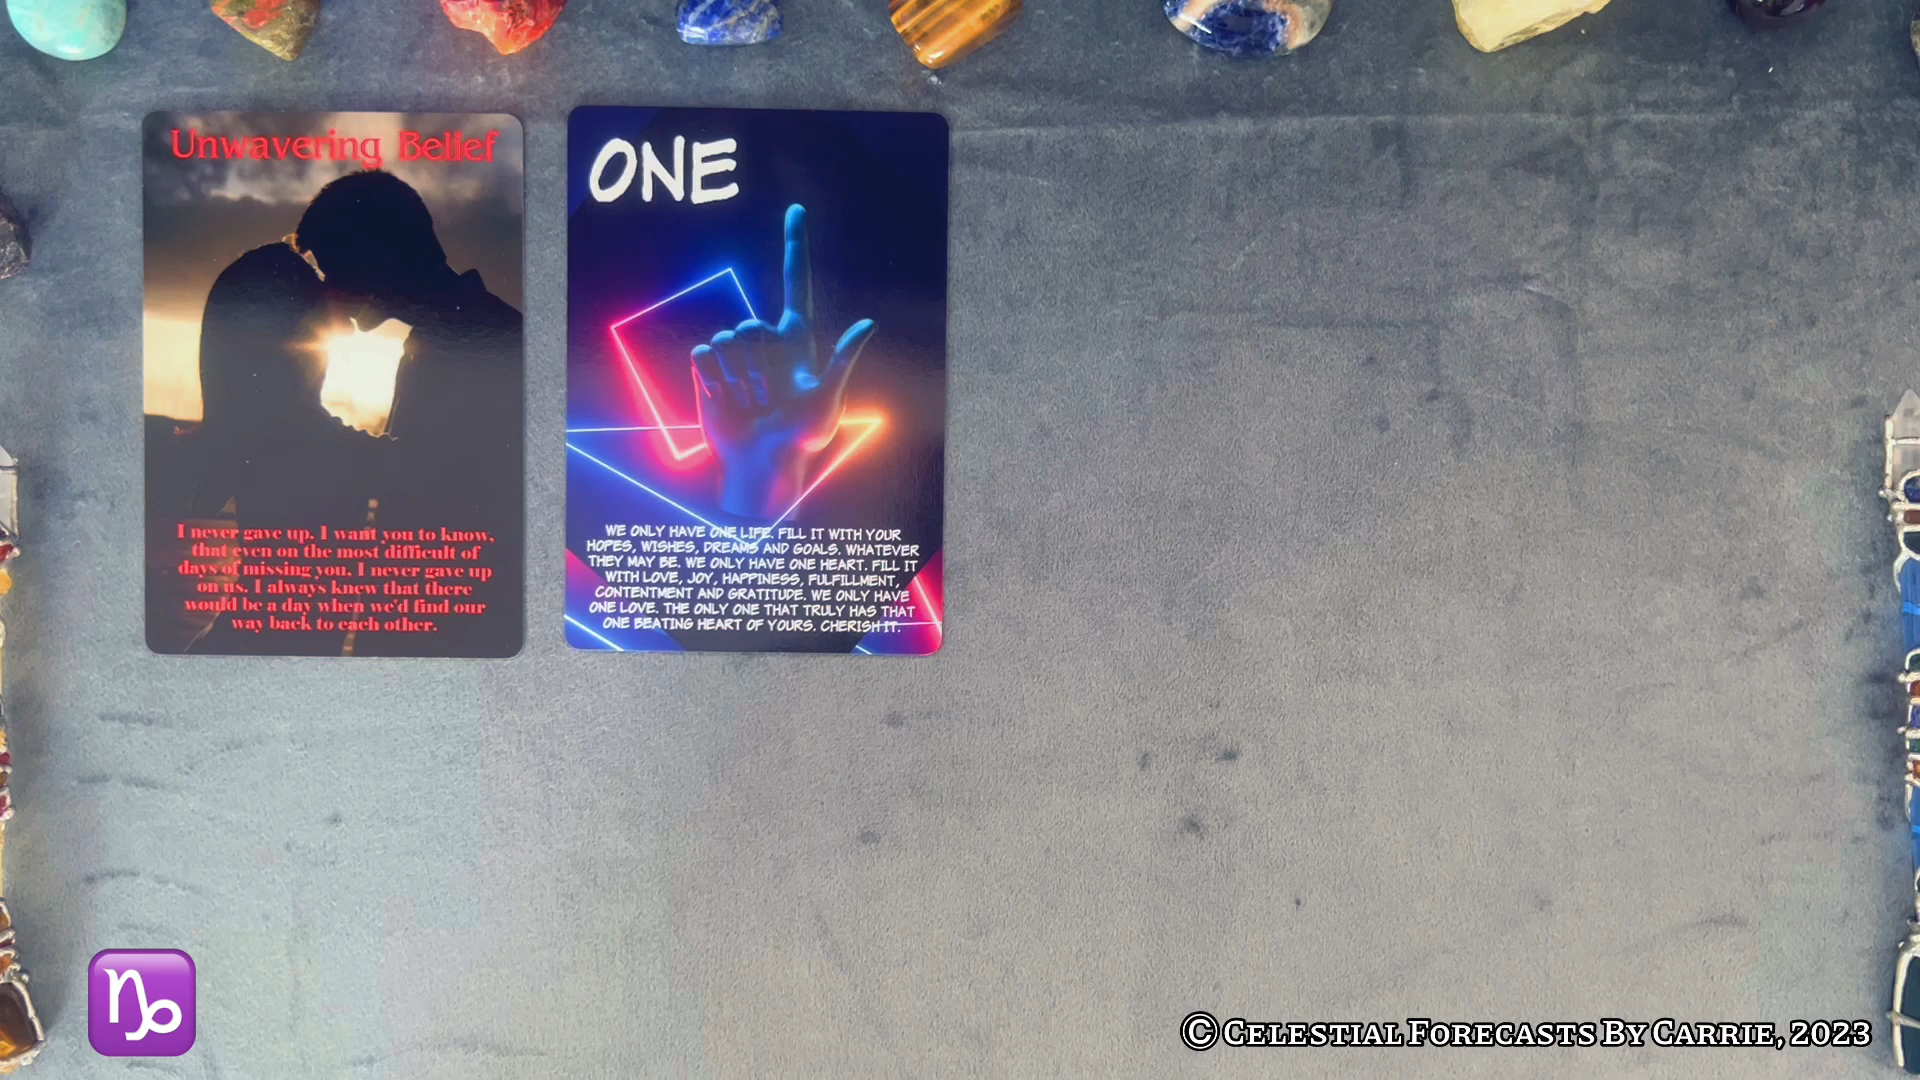 Unwavering Belief
I never gave up. I want you to know,
that even on the most difficult of
days of missing you, I never gave up
on us. I always knew that there
would be a day when we'd find our
way back to each other.
ONE
WE ONLY HAVE ONE LIFE. FILL IT WITH YOUR
HOPES, WISHES, DREAMS AND GOALS. WHATEVER
THEY MAY BE. WE ONLY HAVE ONE HEART. FILL IT
WITH LOVE, JOY, HAPPINESS, FULFILLMENT,
CONTENTMENT AND GRATITUDE. WE ONLY HAVE
ONE LOVE. THE ONLY ONE THAT TRULY HAS THAT
ONE BEATING HEART OF YOURS. CHERISH IT.
♑
© CELESTIAL FORECASTS BY CARRIE, 2023